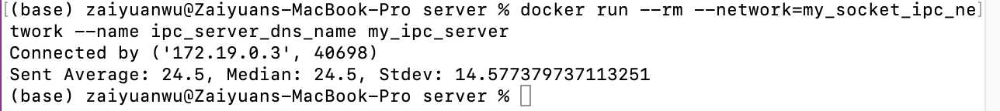 [(base) zaiyuanwu@Zaiyuans-MacBook-Pro server % docker run --rm --network=my_socket_ipc_ne]
twork --name ipc_server_dns_name my_ipc_server
Connected by ('172.19.0.3', 40698)
Sent Average: 24.5, Median: 24.5, Stdev: 14.577379737113251
(base) zaiyuanwu@Zaiyuans-MacBook-Pro server %